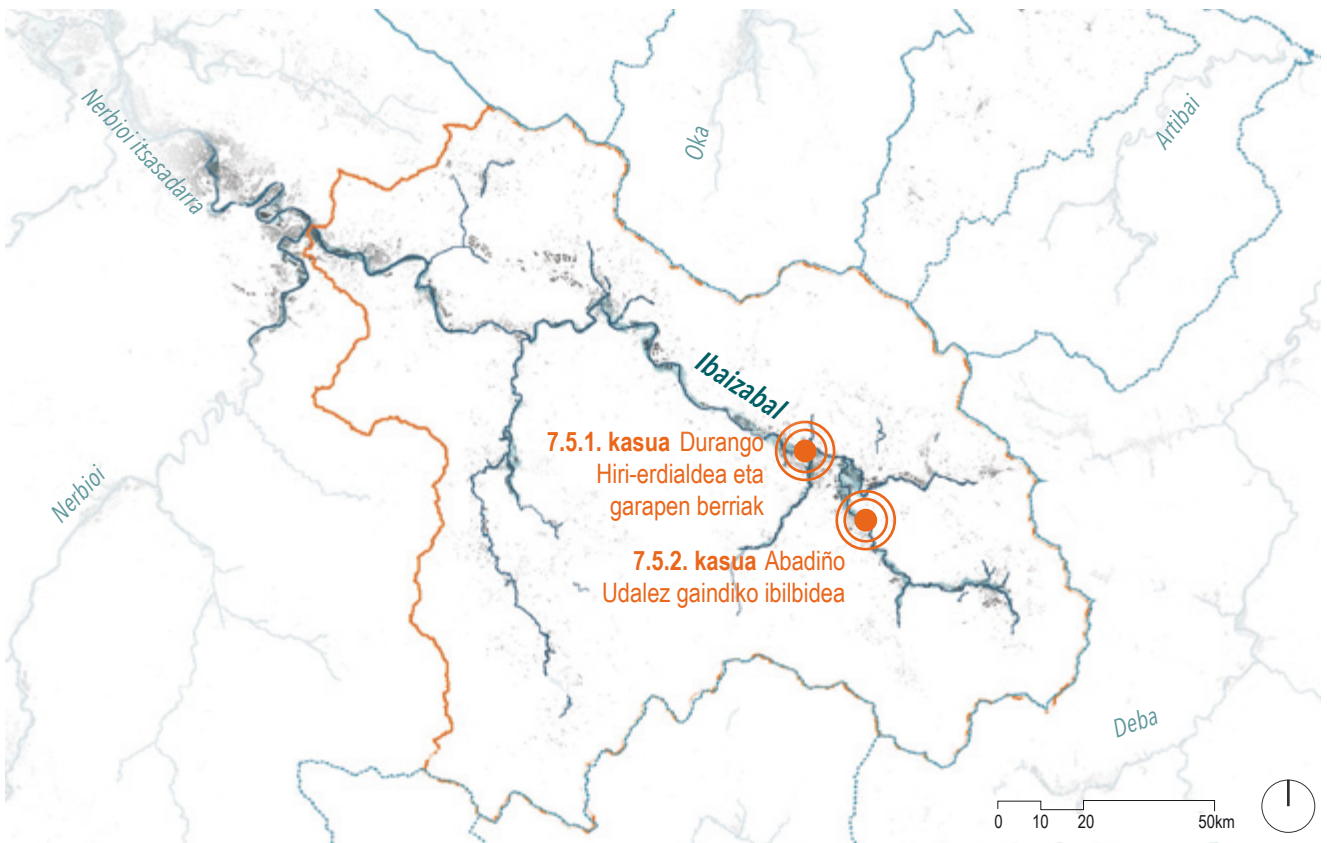 Nerbioi itsasadarra
Oka
Artibai
Ibaizabal
7.5.1. kasua Durango
Hiri-erdialdea eta
garapen berriak
Nerbioi
7.5.2. kasua Abadiño
Udalez gaindiko ibilbidea
Deba
0 10 20 50km